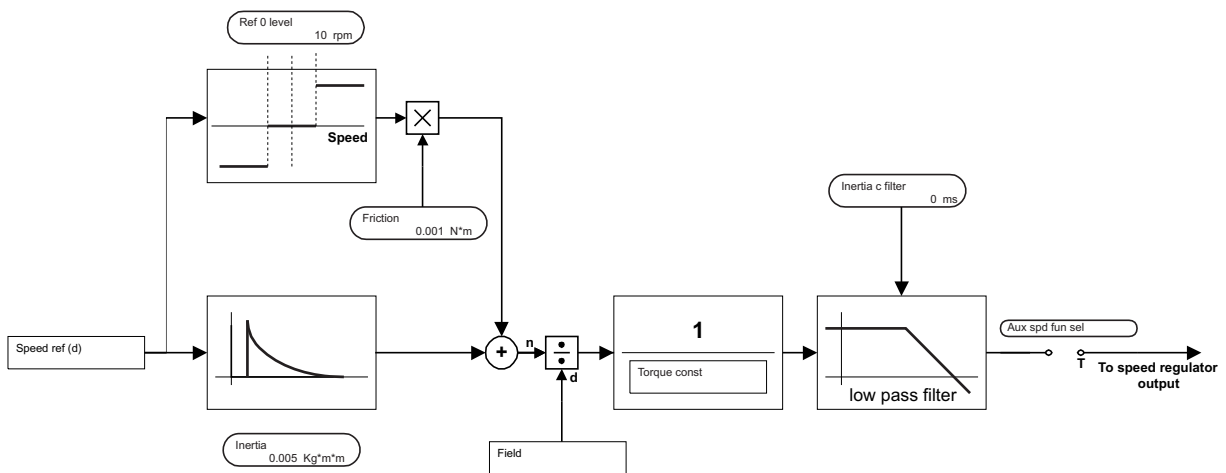 Ref 0 level
10 rpm
Speed
Friction
0.001 N*m
Inertia c filter
0 ms
Speed ref (d)
+
n
d
1
Torque const
low pass filter
Aux spd fun sel
T
To speed regulator
output
Inertia
0.005 Kg*m*m
Field